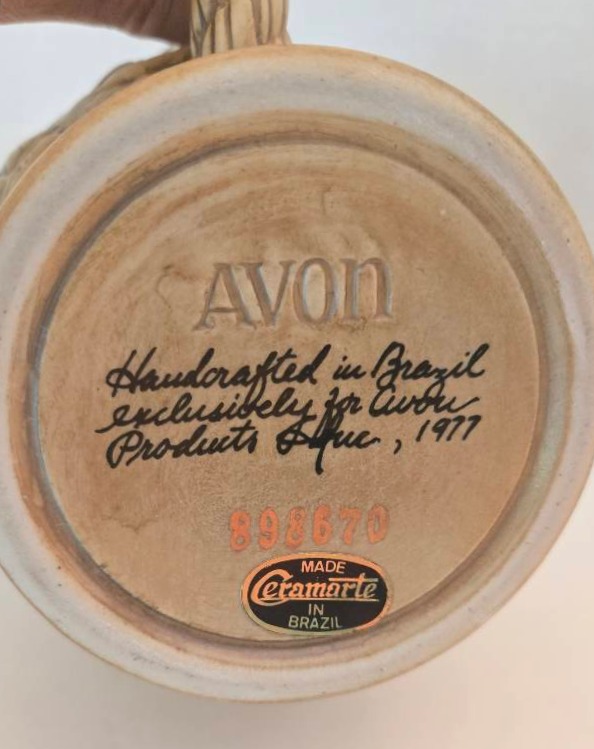 AVON
Handcrafted in Brazil
exclusively for Avon
Products Inc., 1977
898670
MADE
Ceramarte
IN
BRAZIL